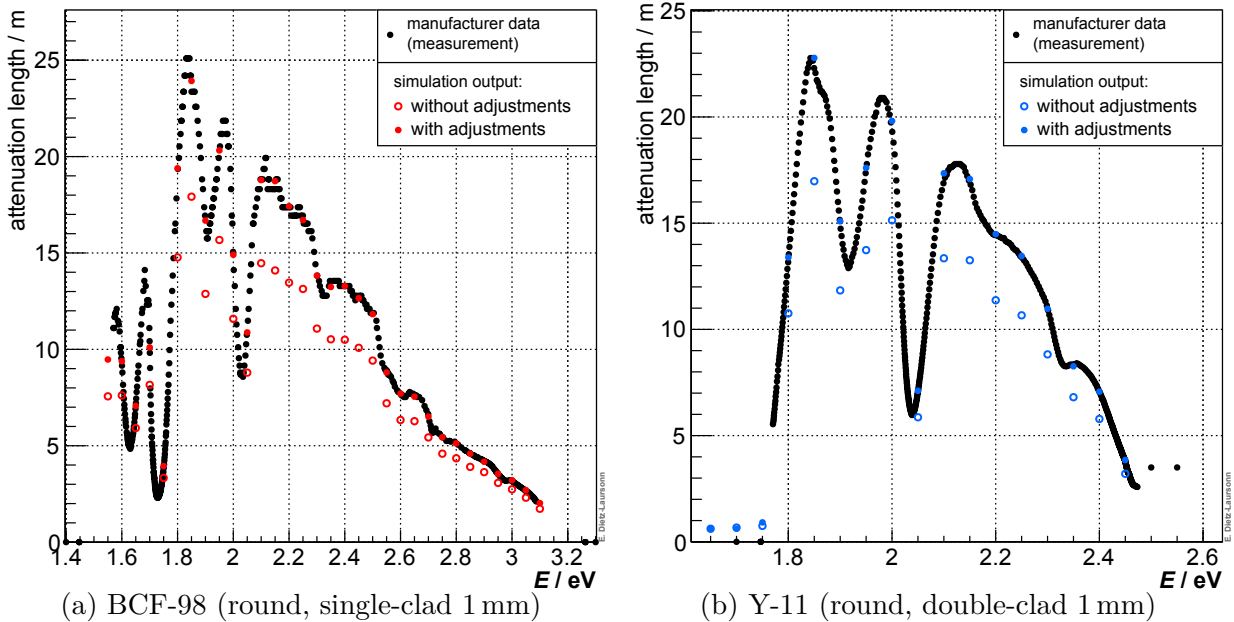 attenuation length / m
25
20
15
10
5
0
1.4 1.6 1.8 2 2.2 2.4 2.6 2.8 3 3.2
E / eV
manufacturer data
(measurement)
simulation output:
without adjustments
with adjustments
E. Dietz-Laursonn
(a) BCF-98 (round, single-clad 1 mm)
attenuation length / m
25
20
15
10
5
0
1.8 2 2.2 2.4 2.6
E / eV
manufacturer data
(measurement)
simulation output:
without adjustments
with adjustments
E. Dietz-Laursonn
(b) Y-11 (round, double-clad 1 mm)